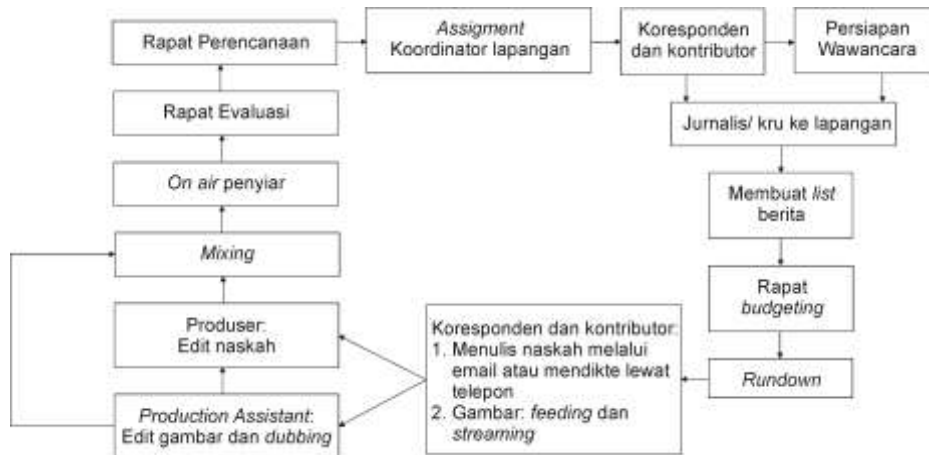 Rapat Perencanaan
Assigment
Koordinator lapangan
Koresponden
dan kontributor
Persiapan
Wawancara
Rapat Evaluasi
Jurnalis/ kru ke lapangan
On air penyiar
Membuat list
berita
Mixing
Rapat
budgeting
Produser:
Edit naskah
Koresponden dan kontributor:
1. Menulis naskah melalui
email atau mendikte lewat
telepon
2. Gambar: feeding dan
streaming
Rundown
Production Assistant:
Edit gambar dan dubbing